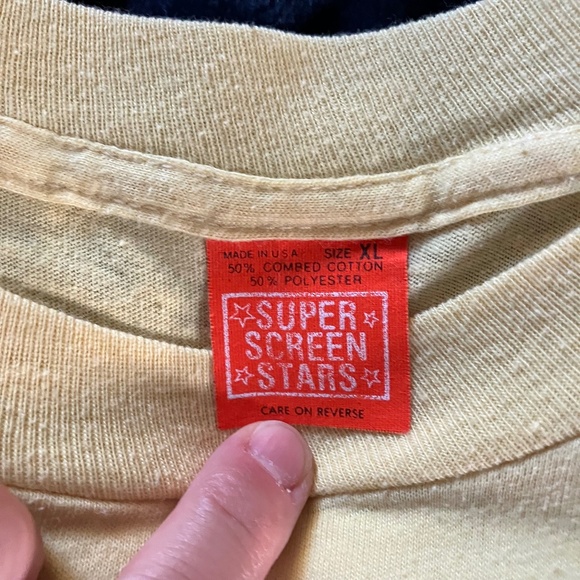 MADE IN U.S.A. SIZE XL
50% COMBED COTTON
50% POLYESTER
SUPER
SCREEN
STARS
CARE ON REVERSE